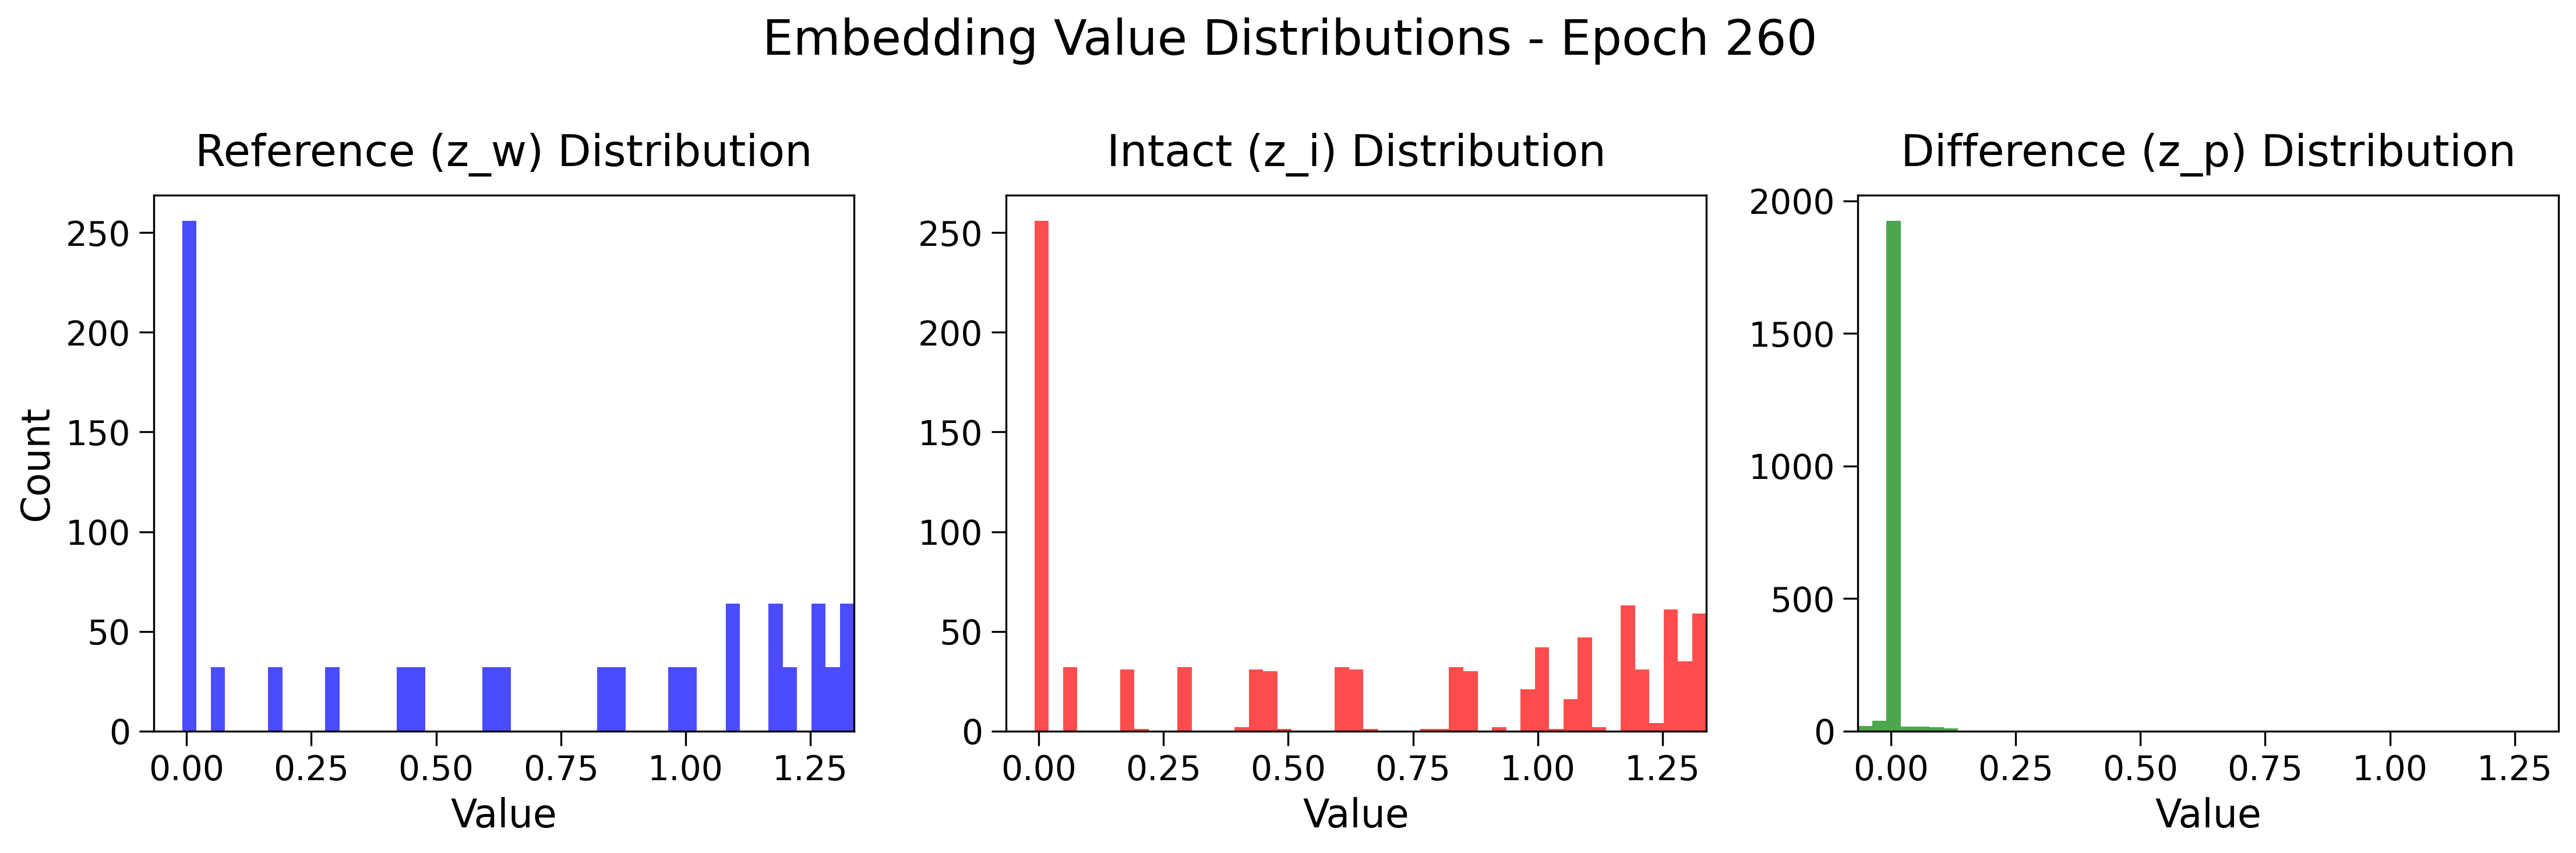 Embedding Value Distributions - Epoch 260
Reference (z_w) Distribution
Count
250
200
150
100
50
0
0.00 0.25 0.50 0.75 1.00 1.25
Value
Intact (z_i) Distribution
250
200
150
100
50
0
0.00 0.25 0.50 0.75 1.00 1.25
Value
Difference (z_p) Distribution
2000
1500
1000
500
0
0.00 0.25 0.50 0.75 1.00 1.25
Value